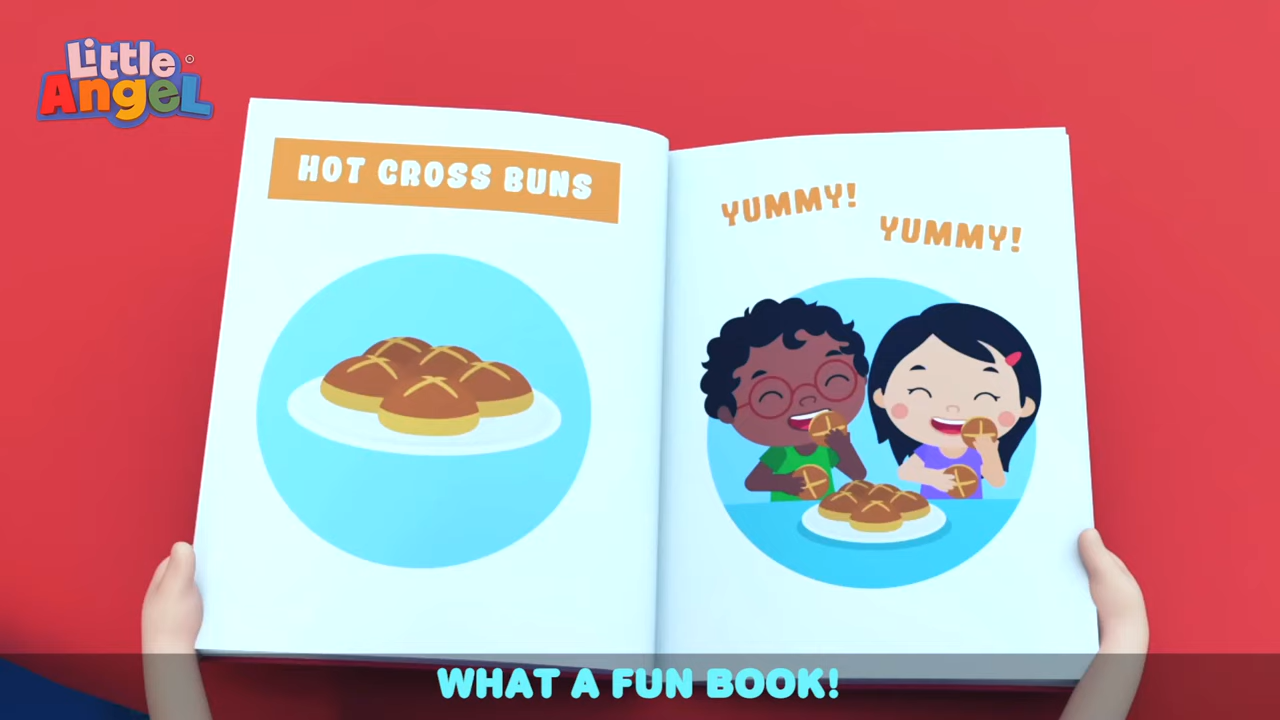 Little
Angel
HOT CROSS BUNS
YUMMY!
YUMMY!
WHAT A FUN BOOK!